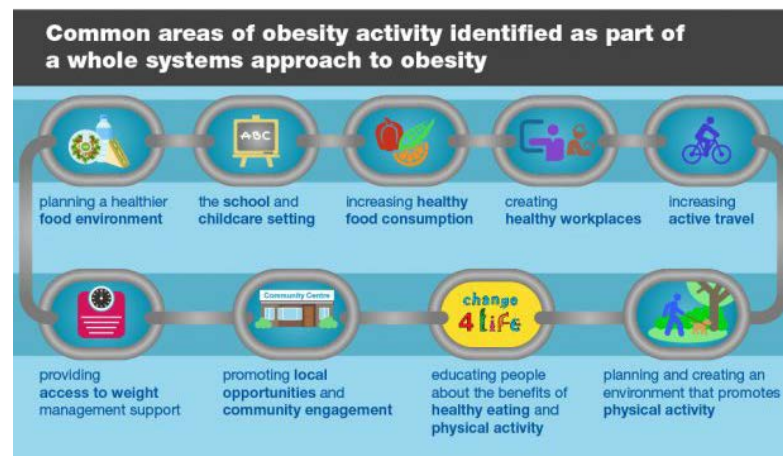 Common areas of obesity activity identified as part of
a whole systems approach to obesity
ABC
planning a healthier
food environment
the school and
childcare setting
increasing healthy
food consumption
creating
healthy workplaces
increasing
active travel
Community Centre
change
4 life
providing
access to weight
management support
promoting local
opportunities and
community engagement
educating people
about the benefits of
healthy eating and
physical activity
planning and creating an
environment that promotes
physical activity